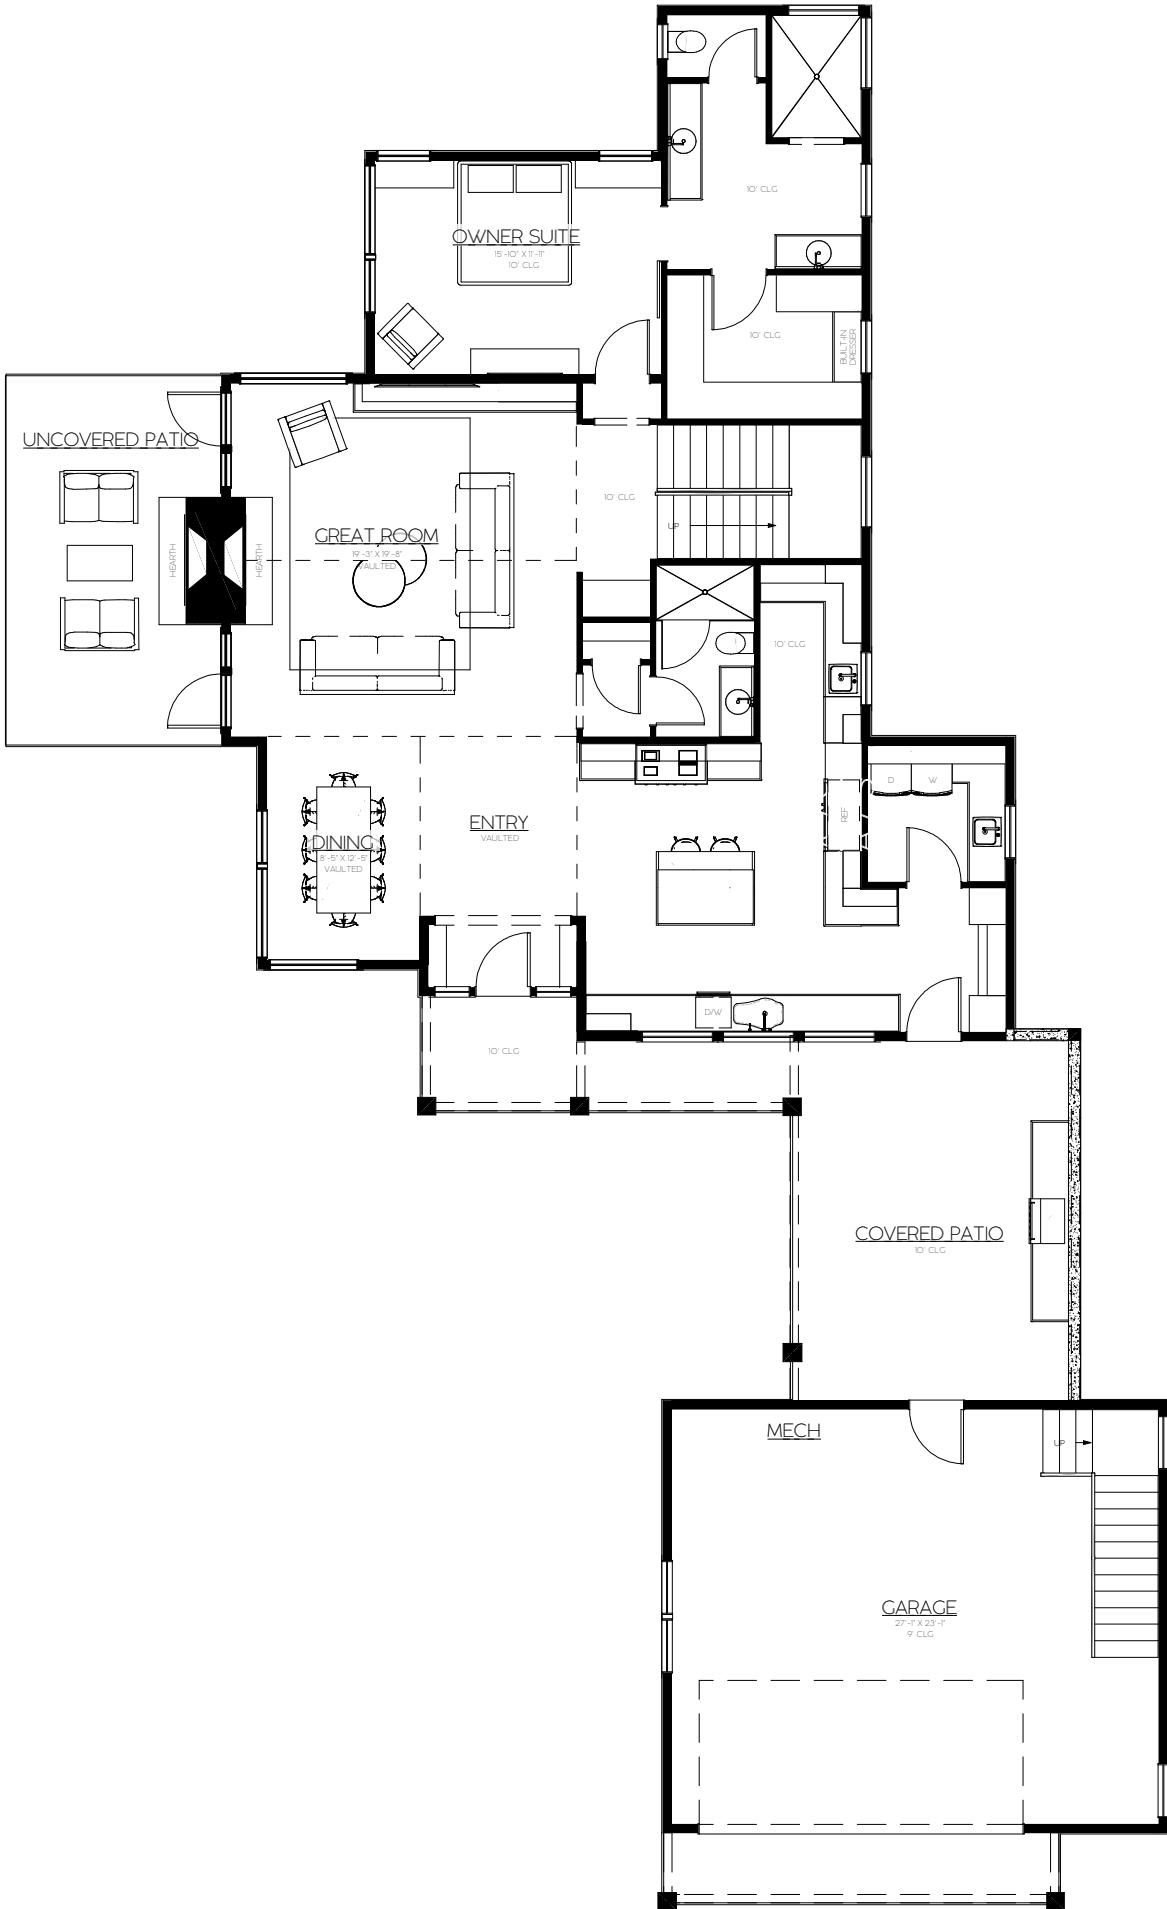 10' CLG
OWNER SUITE
15'-10" X 11'-11"
10' CLG
10' CLG
BUILT-IN
DRESSER
UNCOVERED PATIO
10' CLG
UP
GREAT ROOM
19'-3" X 19'-8"
VAULTED
HEARTH
HEARTH
10' CLG
D
W
REF
ENTRY
VAULTED
DINING
8'-5" X 12'-5"
VAULTED
D/W
10' CLG
COVERED PATIO
10' CLG
MECH
UP
GARAGE
27'-1" X 23'-1"
9' CLG